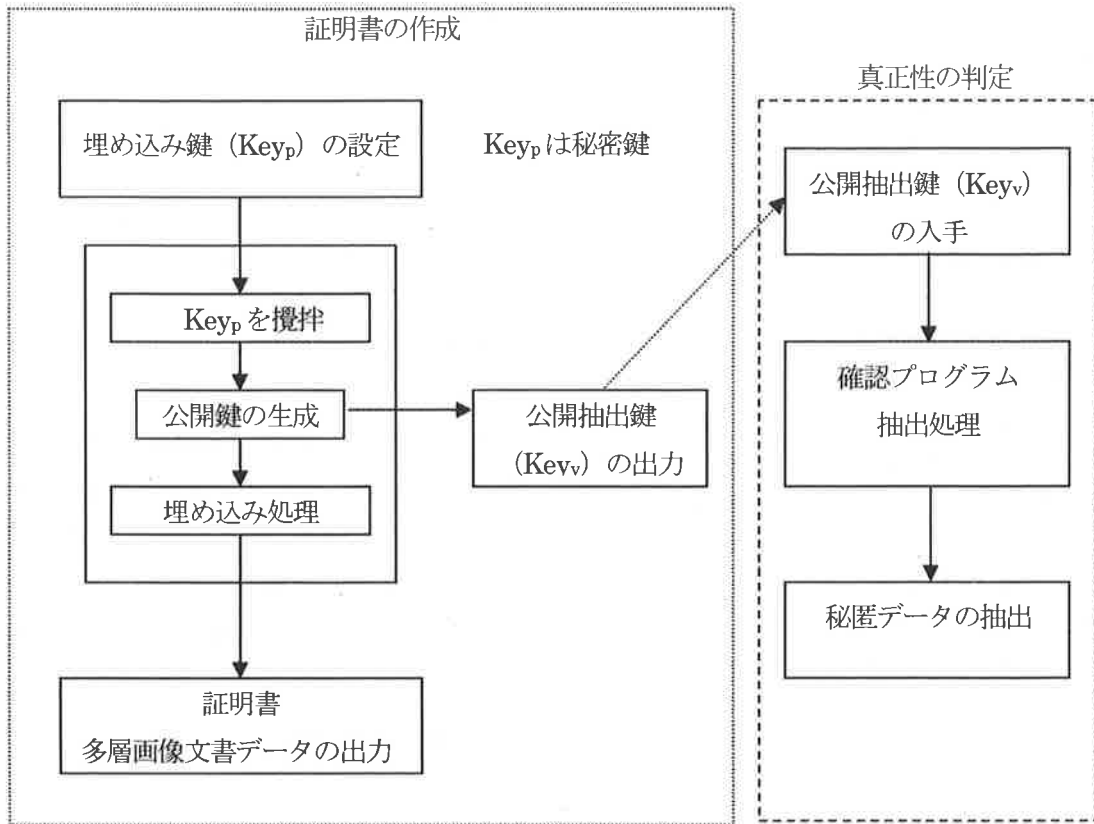 証明書の作成
埋め込み鍵（Keyp）の設定
Keypは秘密鍵
Keypを攪拌
公開鍵の生成
埋め込み処理
公開抽出鍵
（Keyv）の出力
証明書
多層画像文書データの出力
真正性の判定
公開抽出鍵（Keyv）
の入手
確認プログラム
抽出処理
秘匿データの抽出